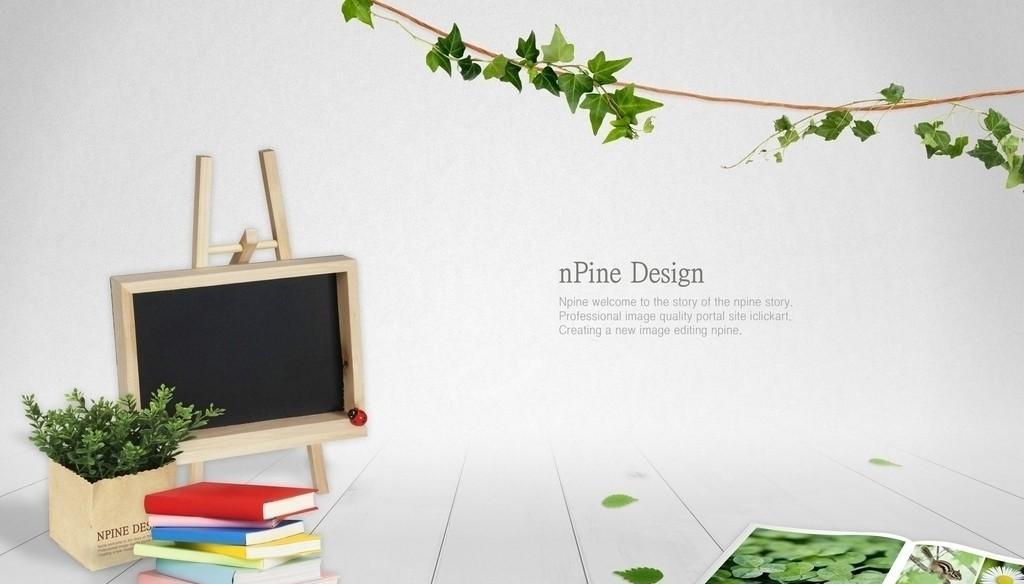 nPine Design
Npine welcome to the story of the npine story.
Professional image quality portal site iclickart.
Creating a new image editing npine.
NPINE DES